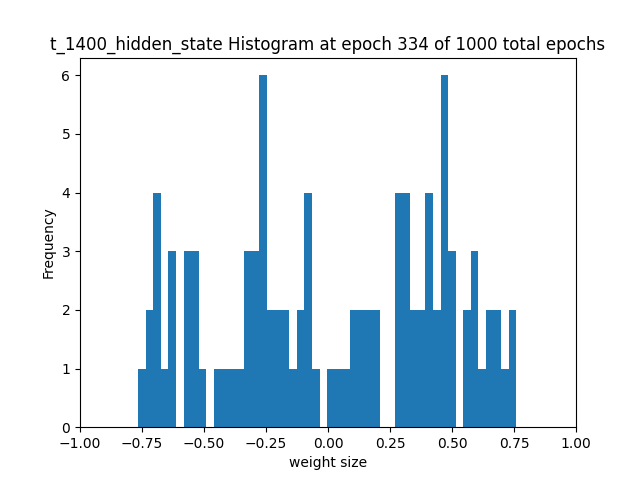 t_1400_hidden_state Histogram at epoch 334 of 1000 total epochs
6
5
4
3
2
1
0
Frequency
−1.00 −0.75 −0.50 −0.25 0.00 0.25 0.50 0.75 1.00
weight size